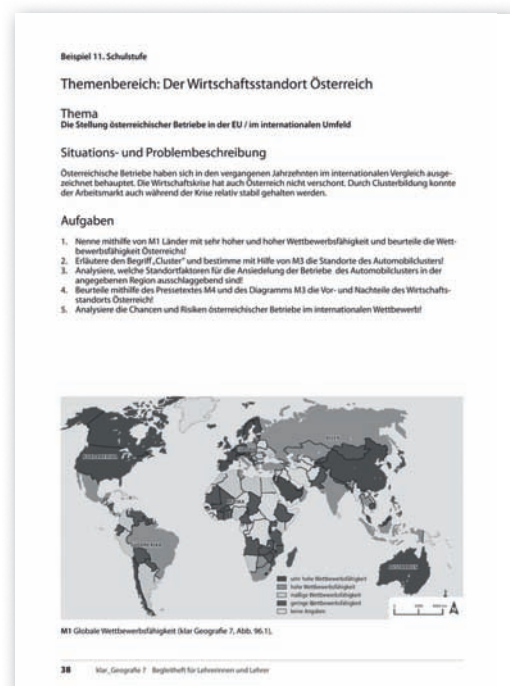 Beispiel 11. Schulstufe
Themenbereich: Der Wirtschaftsstandort Österreich
Thema
Die Stellung österreichischer Betriebe in der EU / im internationalen Umfeld
Situations- und Problembeschreibung
Österreichische Betriebe haben sich in den vergangenen Jahrzehnten im internationalen Vergleich ausge-
zeichnet behauptet. Die Wirtschaftskrise hat auch Österreich nicht verschont. Durch Clusterbildung konnte
der Arbeitsmarkt auch während der Krise relativ stabil gehalten werden.
Aufgaben
1. Nenne mithilfe von M1 Länder mit sehr hoher und hoher Wettbewerbsfähigkeit und beurteile die Wett-
bewerbsfähigkeit Österreichs!
2. Erläutere den Begriff „Cluster" und bestimme mit Hilfe von M3 die Standorte des Automobilclusters!
3. Analysiere, welche Standortfaktoren für die Ansiedelung der Betriebe des Automobilclusters in der
angegebenen Region ausschlaggebend sind!
4. Beurteile mithilfe des Pressetextes M4 und des Diagramms M3 die Vor- und Nachteile des Wirtschafts-
standorts Österreich!
5. Analysiere die Chancen und Risiken österreichischer Betriebe im internationalen Wettbewerb!
NORDAMERIKA
ASIEN
AFRIKA
SÜDAMERIKA
AUSTRALIEN
sehr hohe Wettbewerbsfähigkeit
hohe Wettbewerbsfähigkeit
mäßige Wettbewerbsfähigkeit
geringe Wettbewerbsfähigkeit
keine Angaben
M1 Globale Wettbewerbsfähigkeit (klar Geografie 7, Abb. 96.1).
38 klar_Geografie 7 Begleitheft für Lehrerinnen und Lehrer